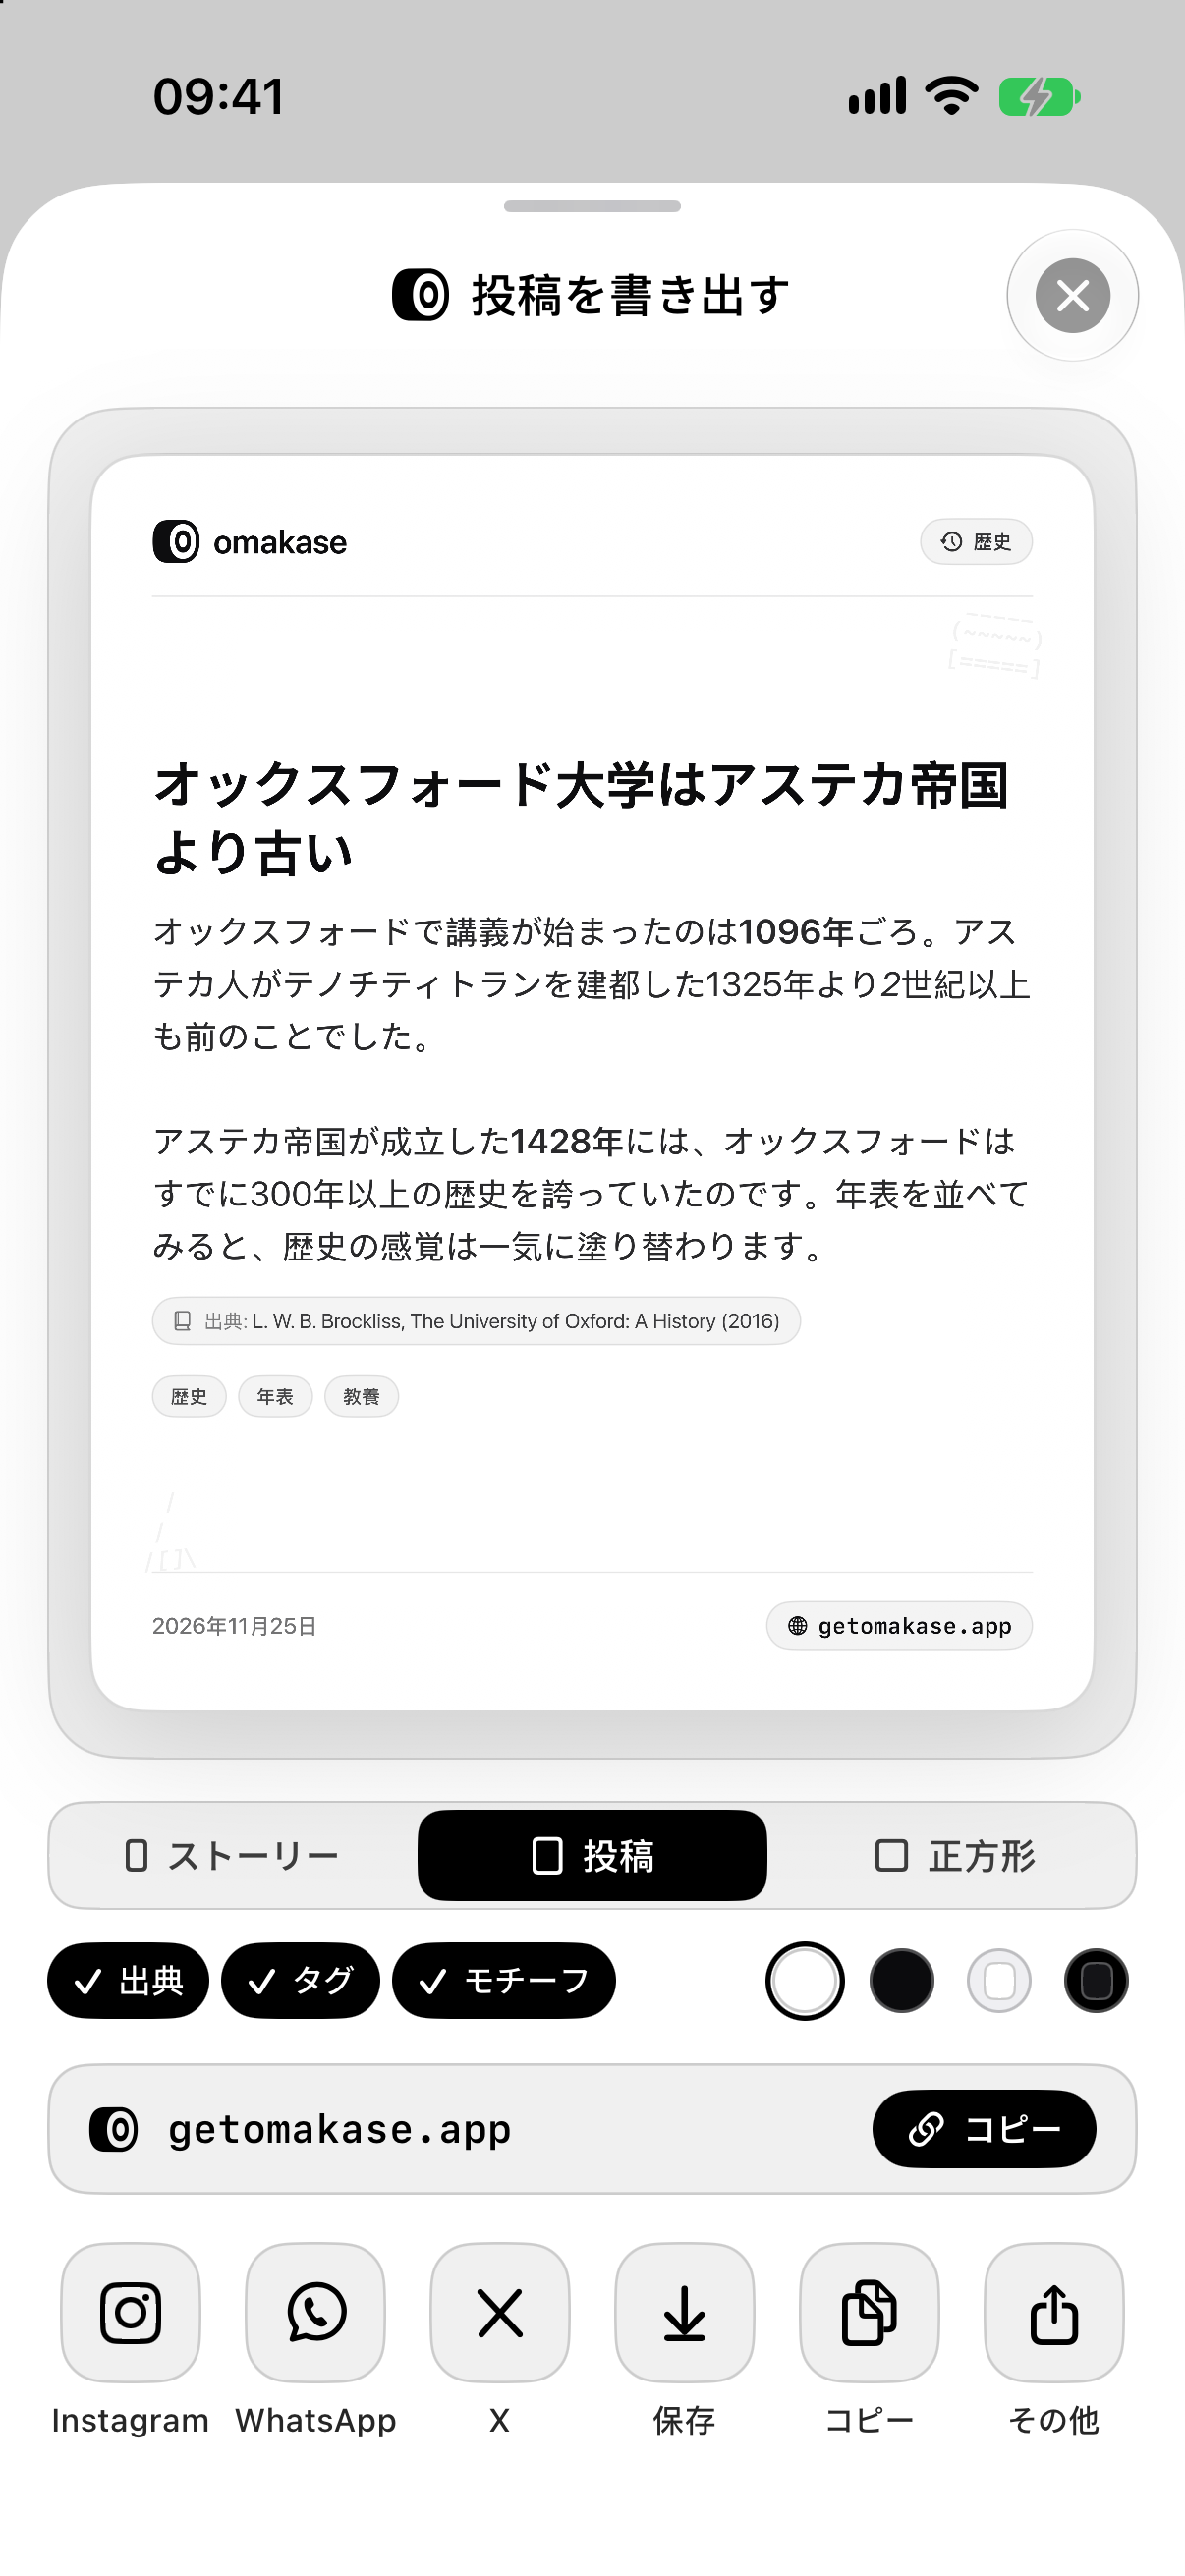 09:41
投稿を書き出す
omakase
歴史
オックスフォード大学はアステカ帝国
より古い
オックスフォードで講義が始まったのは1096年ごろ。アス
テカ人がテノチティトランを建都した1325年より2世紀以上
も前のことでした。
アステカ帝国が成立した1428年には、オックスフォードは
すでに300年以上の歴史を誇っていたのです。年表を並べて
みると、歴史の感覚は一気に塗り替わります。
出典: L. W. B. Brockliss, The University of Oxford: A History (2016)
歴史 年表 教養
2026年11月25日
getomakase.app
ストーリー 投稿 正方形
出典 タグ モチーフ
getomakase.app
コピー
Instagram WhatsApp X 保存 コピー その他